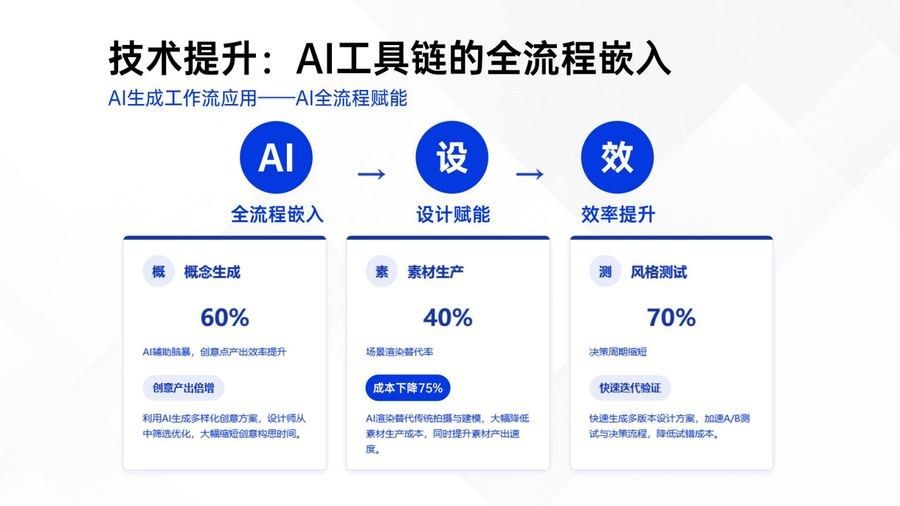 技术提升：AI工具链的全流程嵌入
AI生成工作流应用——AI全流程赋能
AI
→
设
→
效
全流程嵌入
设计赋能
效率提升
概 概念生成
60%
AI辅助脑暴，创意点产出效率提升
创意产出倍增
利用AI生成多样化创意方案，设计师从
中筛选优化，大幅缩短创意构思时间。
素 素材生产
40%
场景渲染替代率
成本下降75%
AI渲染替代传统拍摄与建模，大幅降低
素材生产成本，同时提升素材产出速
度。
测 风格测试
70%
决策周期缩短
快速迭代验证
快速生成多版本设计方案，加速A/B测
试与决策流程，降低试错成本。